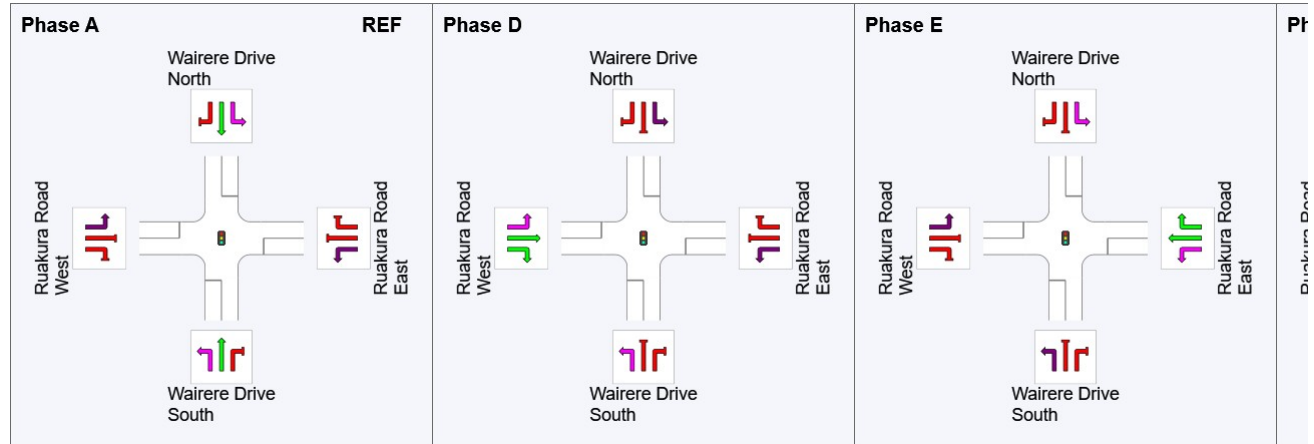 Phase A
REF
Wairere Drive
North
Ruakura Road
West
Ruakura Road
East
Wairere Drive
South
Phase D
Wairere Drive
North
Ruakura Road
West
Ruakura Road
East
Wairere Drive
South
Phase E
Wairere Drive
North
Ruakura Road
West
Ruakura Road
East
Wairere Drive
South